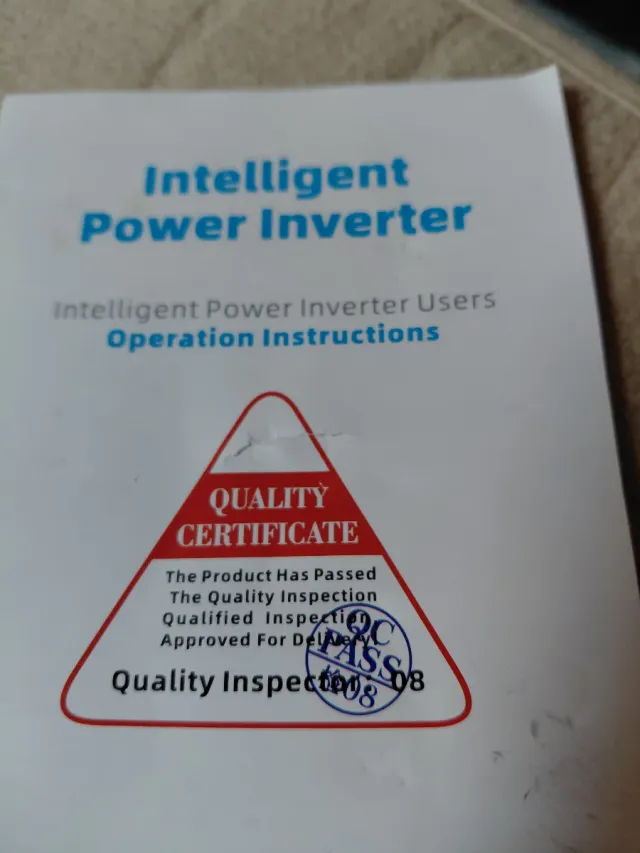 Intelligent
Power Inverter
Intelligent Power Inverter Users
Operation Instructions
QUALITY
CERTIFICATE
The Product Has Passed
The Quality Inspection
Qualified Inspection
Approved For Delivery!
Quality Inspector: 08
QC
PASS
08